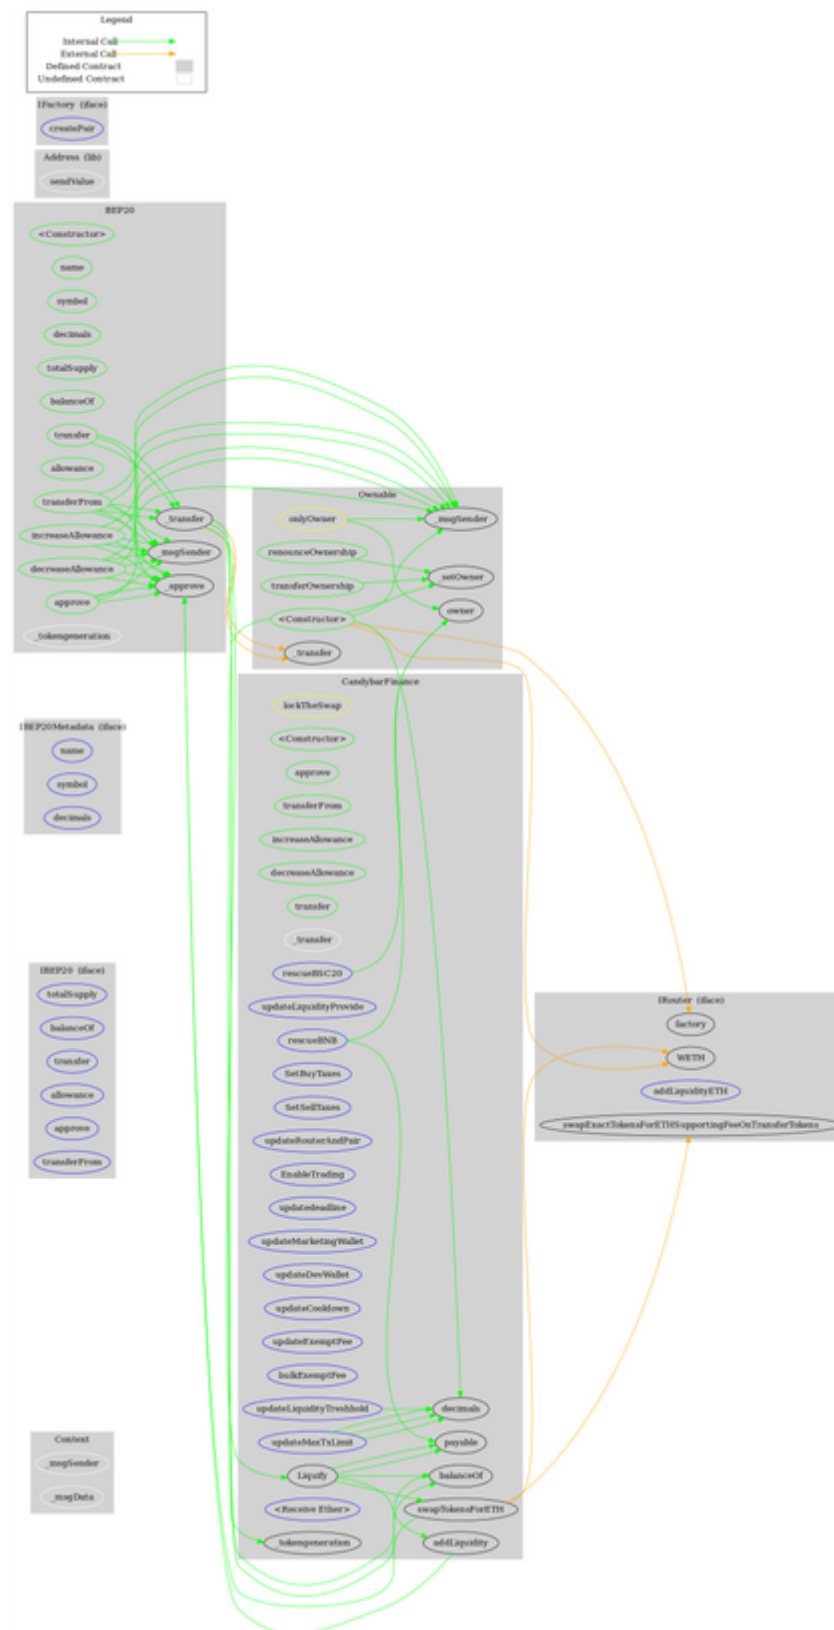 Legend
Internal Call
External Call
Defined Contract
Undefined Contract
IFactory (iface)
createPair
Address (lib)
sendValue
BEP20
<Constructor>
name
symbol
decimals
totalSupply
balanceOf
transfer
allowance
transferFrom
increaseAllowance
decreaseAllowance
approve
_tokengeneration
_transfer
_msgSender
_approve
Ownable
onlyOwner
renounceOwnership
transferOwnership
<Constructor>
_transfer
_msgSender
_setOwner
owner
IBEP20Metadata (iface)
name
symbol
decimals
IBEP20 (iface)
totalSupply
balanceOf
transfer
allowance
approve
transferFrom
Context
_msgSender
_msgData
CandybarFinance
lockTheSwap
<Constructor>
approve
transferFrom
increaseAllowance
decreaseAllowance
transfer
_transfer
rescueBSC20
updateLiquidityProvide
rescueBNB
SetBuyTaxes
SetSellTaxes
updateRouterAndPair
EnableTrading
updatedeadline
updateMarketingWallet
updateDevWallet
updateCooldown
updateExemptFee
bulkExemptFee
updateLiquidityTreshhold
updateMaxTxLimit
Liquify
<Receive Ether>
_tokengeneration
decimals
payable
balanceOf
swapTokensForETH
addLiquidity
IRouter (iface)
factory
WETH
addLiquidityETH
swapExactTokensForETHSupportingFeeOnTransferTokens